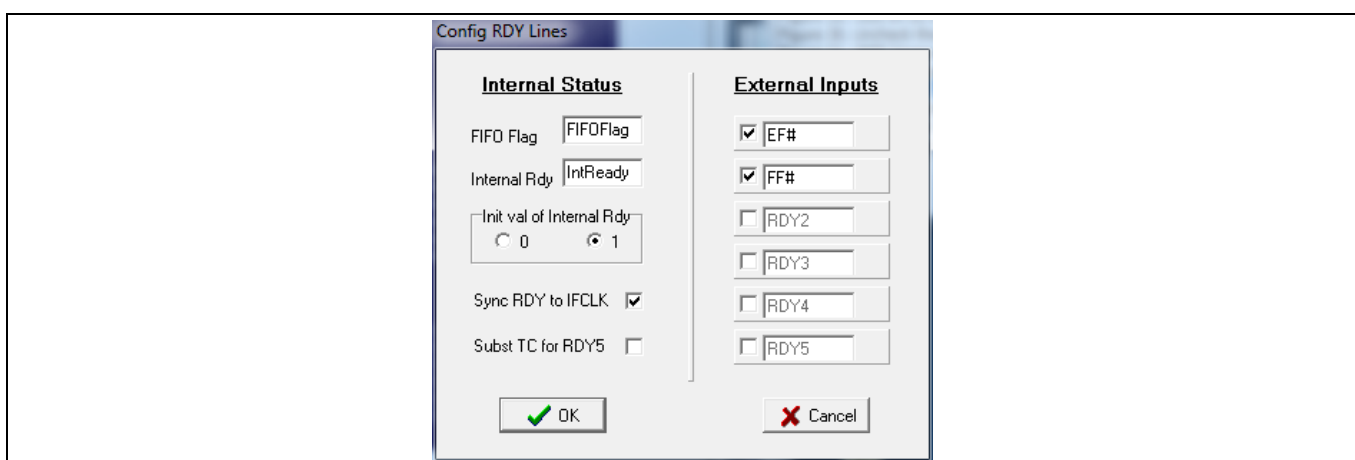 Config RDY Lines
Internal Status
FIFO Flag FIFOFlag
Internal Rdy IntReady
Init val of Internal Rdy
0 1
Sync RDY to IFCLK
Subst TC for RDY5
OK
External Inputs
EF#
FF#
RDY2
RDY3
RDY4
RDY5
Cancel